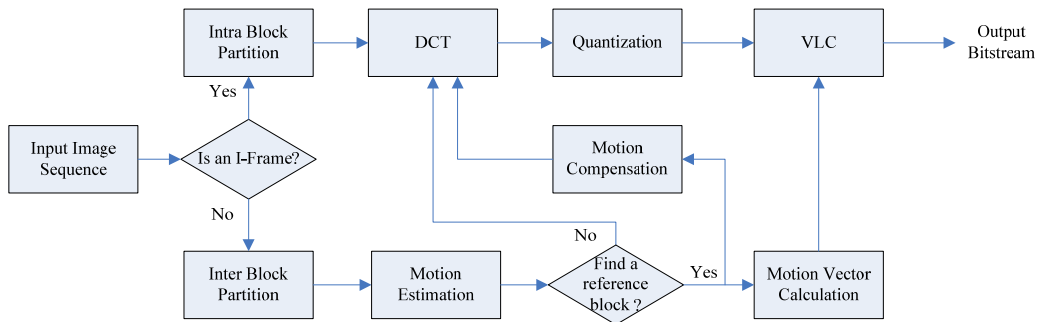 Intra Block
Partition
DCT
Quantization
VLC
Output
Bitstream
Yes
Input Image
Sequence
Is an I-Frame?
Motion
Compensation
No
No
Inter Block
Partition
Motion
Estimation
Find a
reference
block ?
Yes
Motion Vector
Calculation